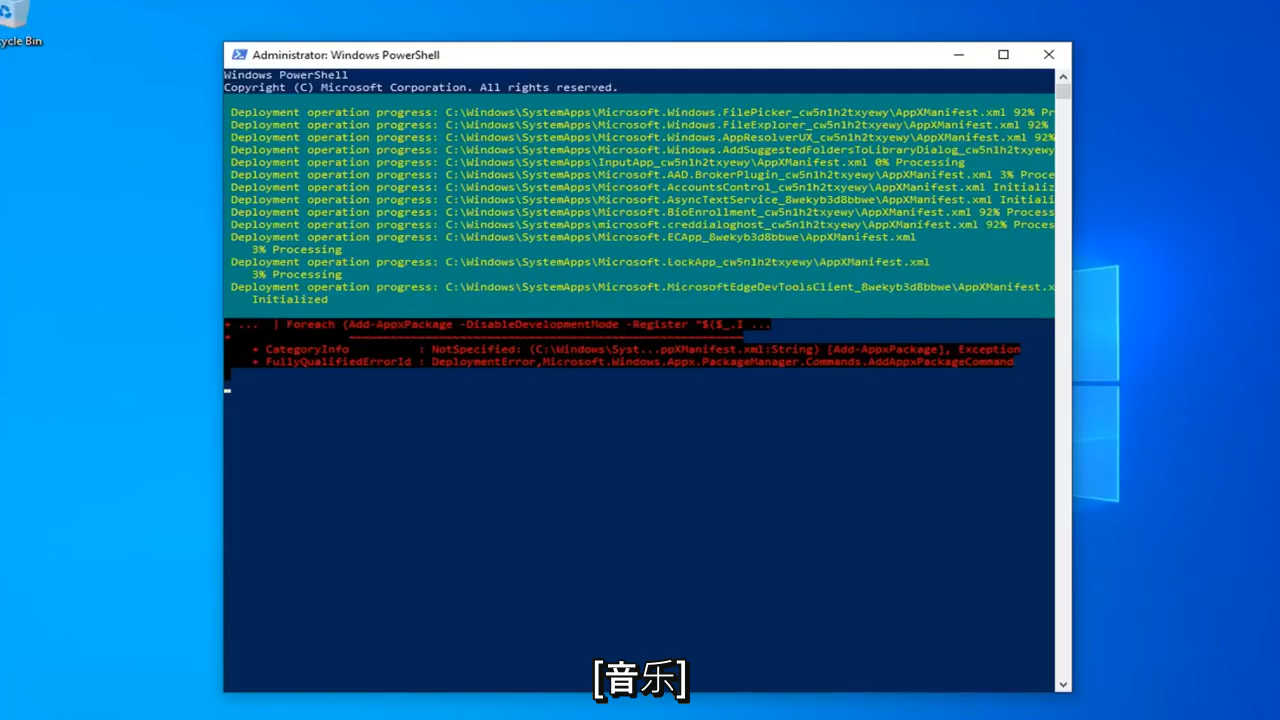 cycle Bin
Administrator: Windows PowerShell
Windows PowerShell
Copyright (C) Microsoft Corporation. All rights reserved.
Deployment operation progress: C:\Windows\SystemApps\Microsoft.Windows.FilePicker_cw5n1h2txyewy\AppXManifest.xml 92% Pr
Deployment operation progress: C:\Windows\SystemApps\Microsoft.Windows.FileExplorer_cw5n1h2txyewy\AppXManifest.xml 92%
Deployment operation progress: C:\Windows\SystemApps\Microsoft.Windows.AppResolverUX_cw5n1h2txyewy\AppXManifest.xml 92%
Deployment operation progress: C:\Windows\SystemApps\Microsoft.Windows.AddSuggestedFoldersToLibraryDialog_cw5n1h2txyewy
Deployment operation progress: C:\Windows\SystemApps\InputApp_cw5n1h2txyewy\AppXManifest.xml 0% Processing
Deployment operation progress: C:\Windows\SystemApps\Microsoft.AAD.BrokerPlugin_cw5n1h2txyewy\AppXManifest.xml 3% Proce
Deployment operation progress: C:\Windows\SystemApps\Microsoft.AccountsControl_cw5n1h2txyewy\AppXManifest.xml Initializ
Deployment operation progress: C:\Windows\SystemApps\Microsoft.AsyncTextService_8wekyb3d8bbwe\AppXManifest.xml Initiali
Deployment operation progress: C:\Windows\SystemApps\Microsoft.BioEnrollment_cw5n1h2txyewy\AppXManifest.xml 92% Process
Deployment operation progress: C:\Windows\SystemApps\microsoft.creddialoghost_cw5n1h2txyewy\AppXManifest.xml 92% Proces
Deployment operation progress: C:\Windows\SystemApps\Microsoft.ECApp_8wekyb3d8bbwe\AppXManifest.xml
3% Processing
Deployment operation progress: C:\Windows\SystemApps\Microsoft.LockApp_cw5n1h2txyewy\AppXManifest.xml
3% Processing
Deployment operation progress: C:\Windows\SystemApps\Microsoft.MicrosoftEdgeDevToolsClient_8wekyb3d8bbwe\AppXManifest.x
Initialized
+ ... | Foreach {Add-AppxPackage -DisableDevelopmentMode -Register "$($_.I ...
+ ~~~~~~~~~~~~~~~~~~~~~~~~~~~~~~~~~~~~~~~~~~~~~~~~~~~~~~~~~
+ CategoryInfo : NotSpecified: (C:\Windows\Syst...ppXManifest.xml:String) [Add-AppxPackage], Exception
+ FullyQualifiedErrorId : DeploymentError,Microsoft.Windows.Appx.PackageManager.Commands.AddAppxPackageCommand
[音乐]